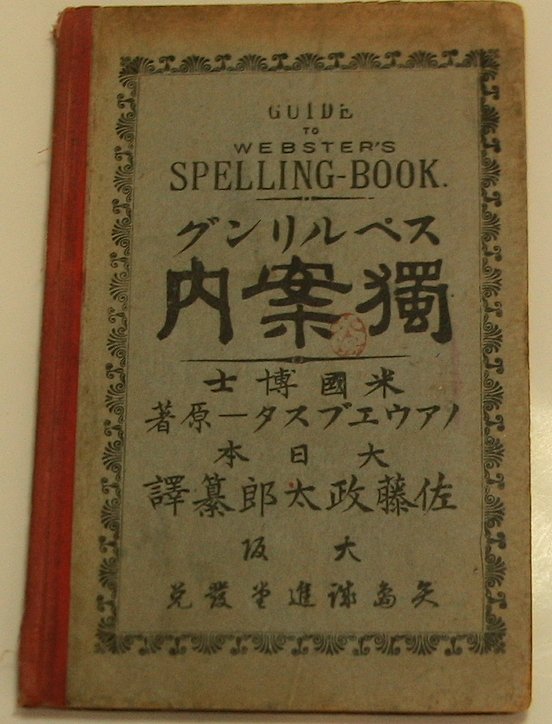 GUIDE
TO
WEBSTER'S
SPELLING-BOOK.
スペルリング
獨案内
米國博士
ノアウエブスター原著
大日本
佐藤政太郎纂譯
大阪
矢島誠進堂發兌